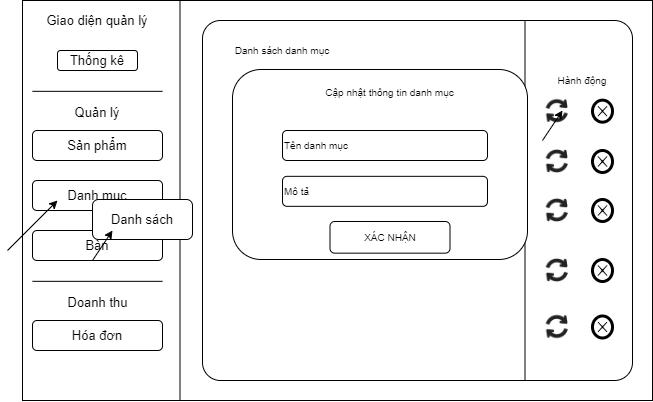 Giao diện quản lý
Thống kê
Quản lý
Sản phẩm
Danh mục
Danh sách
Bàn
Doanh thu
Hóa đơn
Danh sách danh mục
Cập nhật thông tin danh mục
Tên danh mục
Mô tả
XÁC NHẬN
Hành động